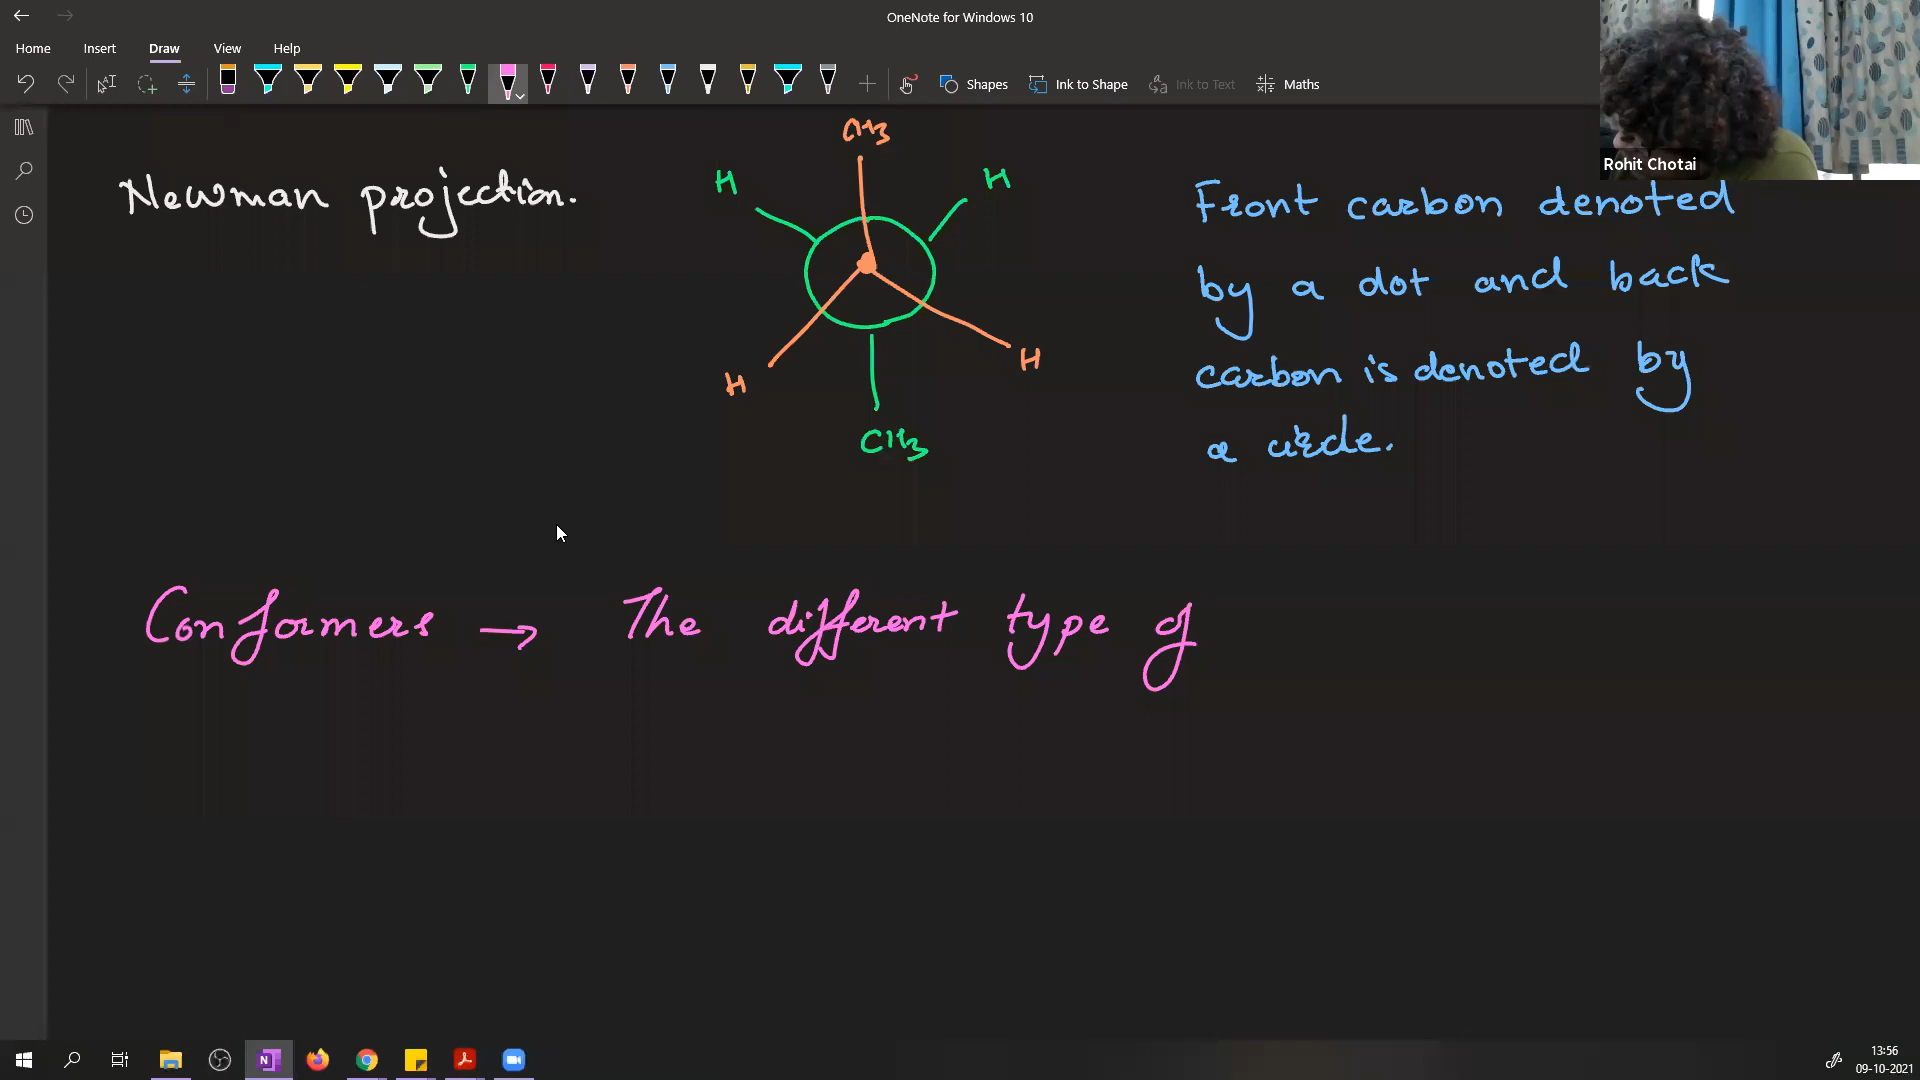 OneNote for Windows 10
Home Insert Draw View Help
Shapes Ink to Shape Ink to Text Maths
Rohit Chotai
Newman projection.
CH3
H H
H H
CH3
Front carbon denoted
by a dot and back
carbon is denoted by
a circle.
Conformers → The different type of
13:56
09-10-2021